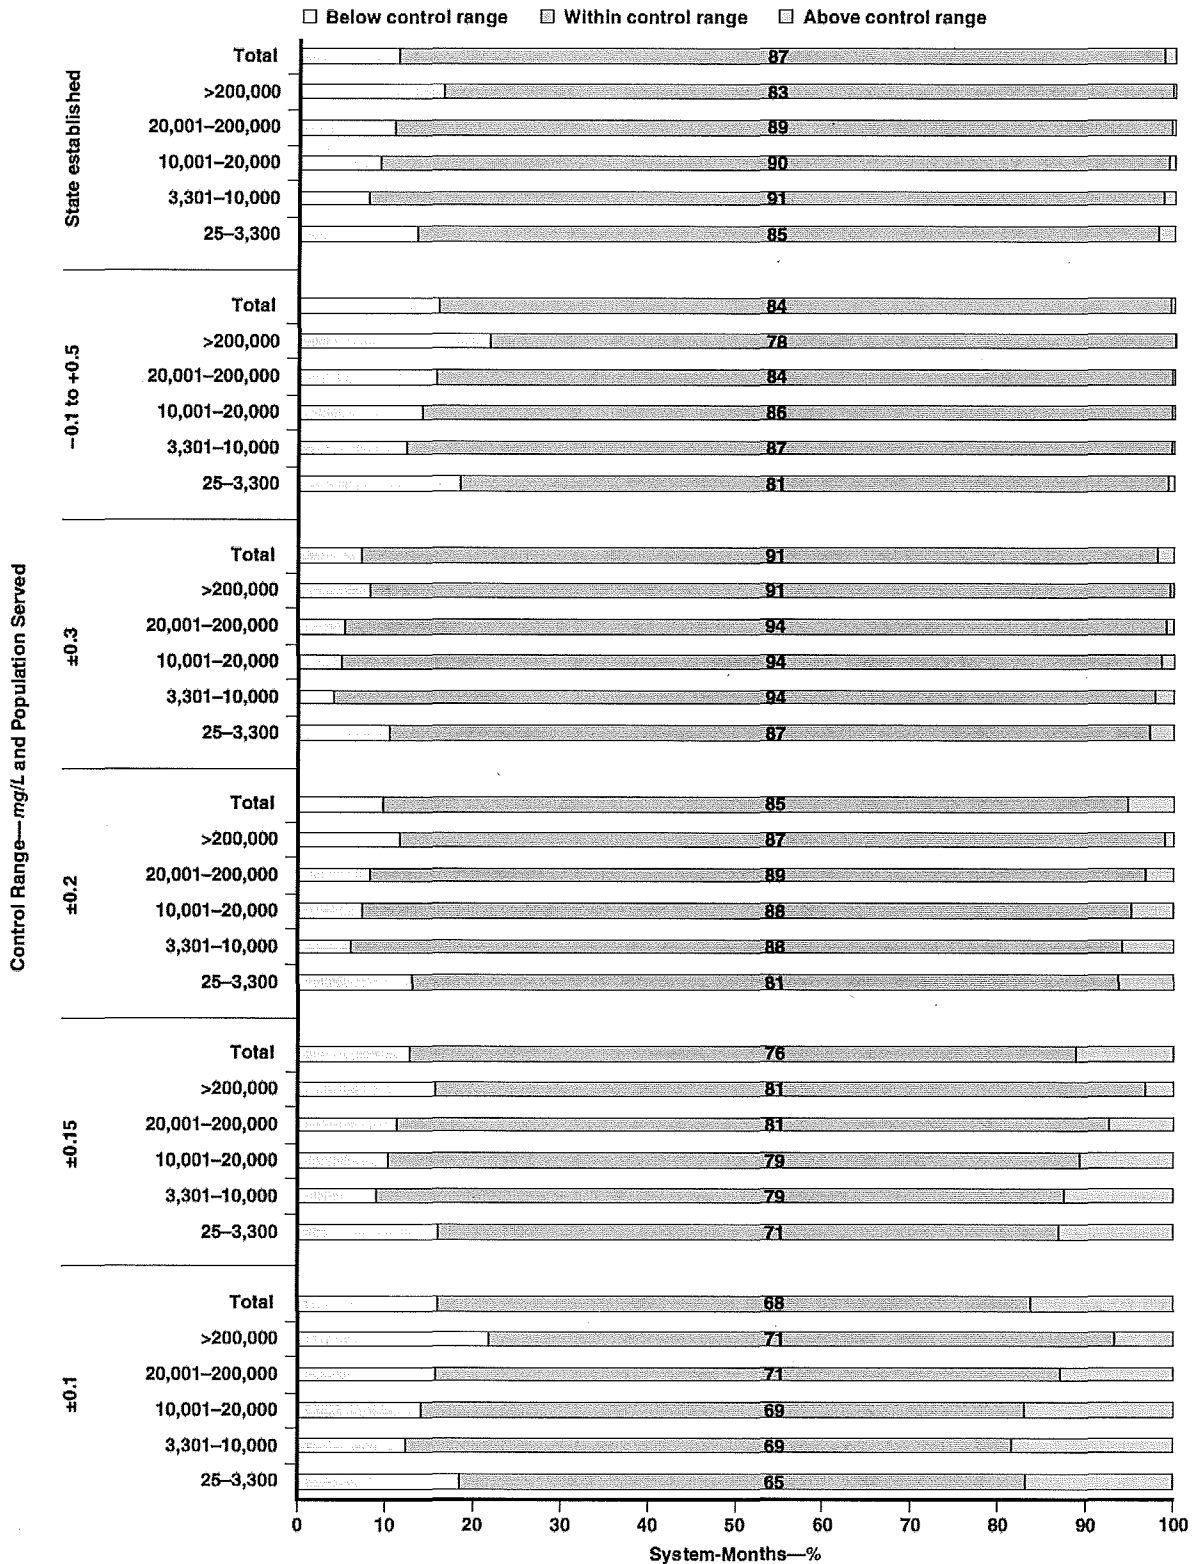 Below control range Within control range Above control range
Control Range—mg/L and Population Served
State established
Total 87
>200,000 83
20,001–200,000 89
10,001–20,000 90
3,301–10,000 91
25–3,300 85
−0.1 to +0.5
Total 84
>200,000 78
20,001–200,000 84
10,001–20,000 86
3,301–10,000 87
25–3,300 81
±0.3
Total 91
>200,000 91
20,001–200,000 94
10,001–20,000 94
3,301–10,000 94
25–3,300 87
±0.2
Total 85
>200,000 87
20,001–200,000 89
10,001–20,000 88
3,301–10,000 88
25–3,300 81
±0.15
Total 76
>200,000 81
20,001–200,000 81
10,001–20,000 79
3,301–10,000 79
25–3,300 71
±0.1
Total 68
>200,000 71
20,001–200,000 71
10,001–20,000 69
3,301–10,000 69
25–3,300 65
0 10 20 30 40 50 60 70 80 90 100
System-Months—%